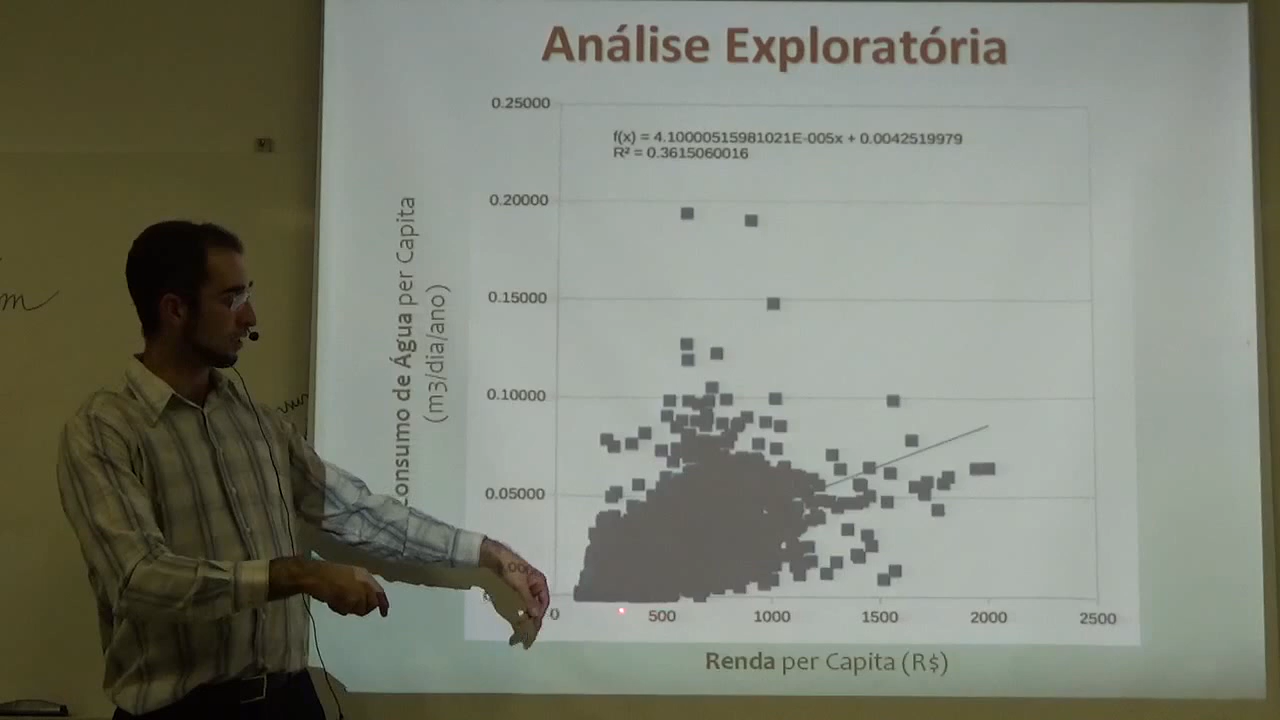 Análise Exploratória
0.25000
f(x) = 4.10000515981021E-005x + 0.0042519979
R² = 0.3615060016
0.20000
0.15000
0.10000
0.05000
Consumo de Água per Capita
(m3/dia/ano)
0
500
1000
1500
2000
2500
Renda per Capita (R$)
m